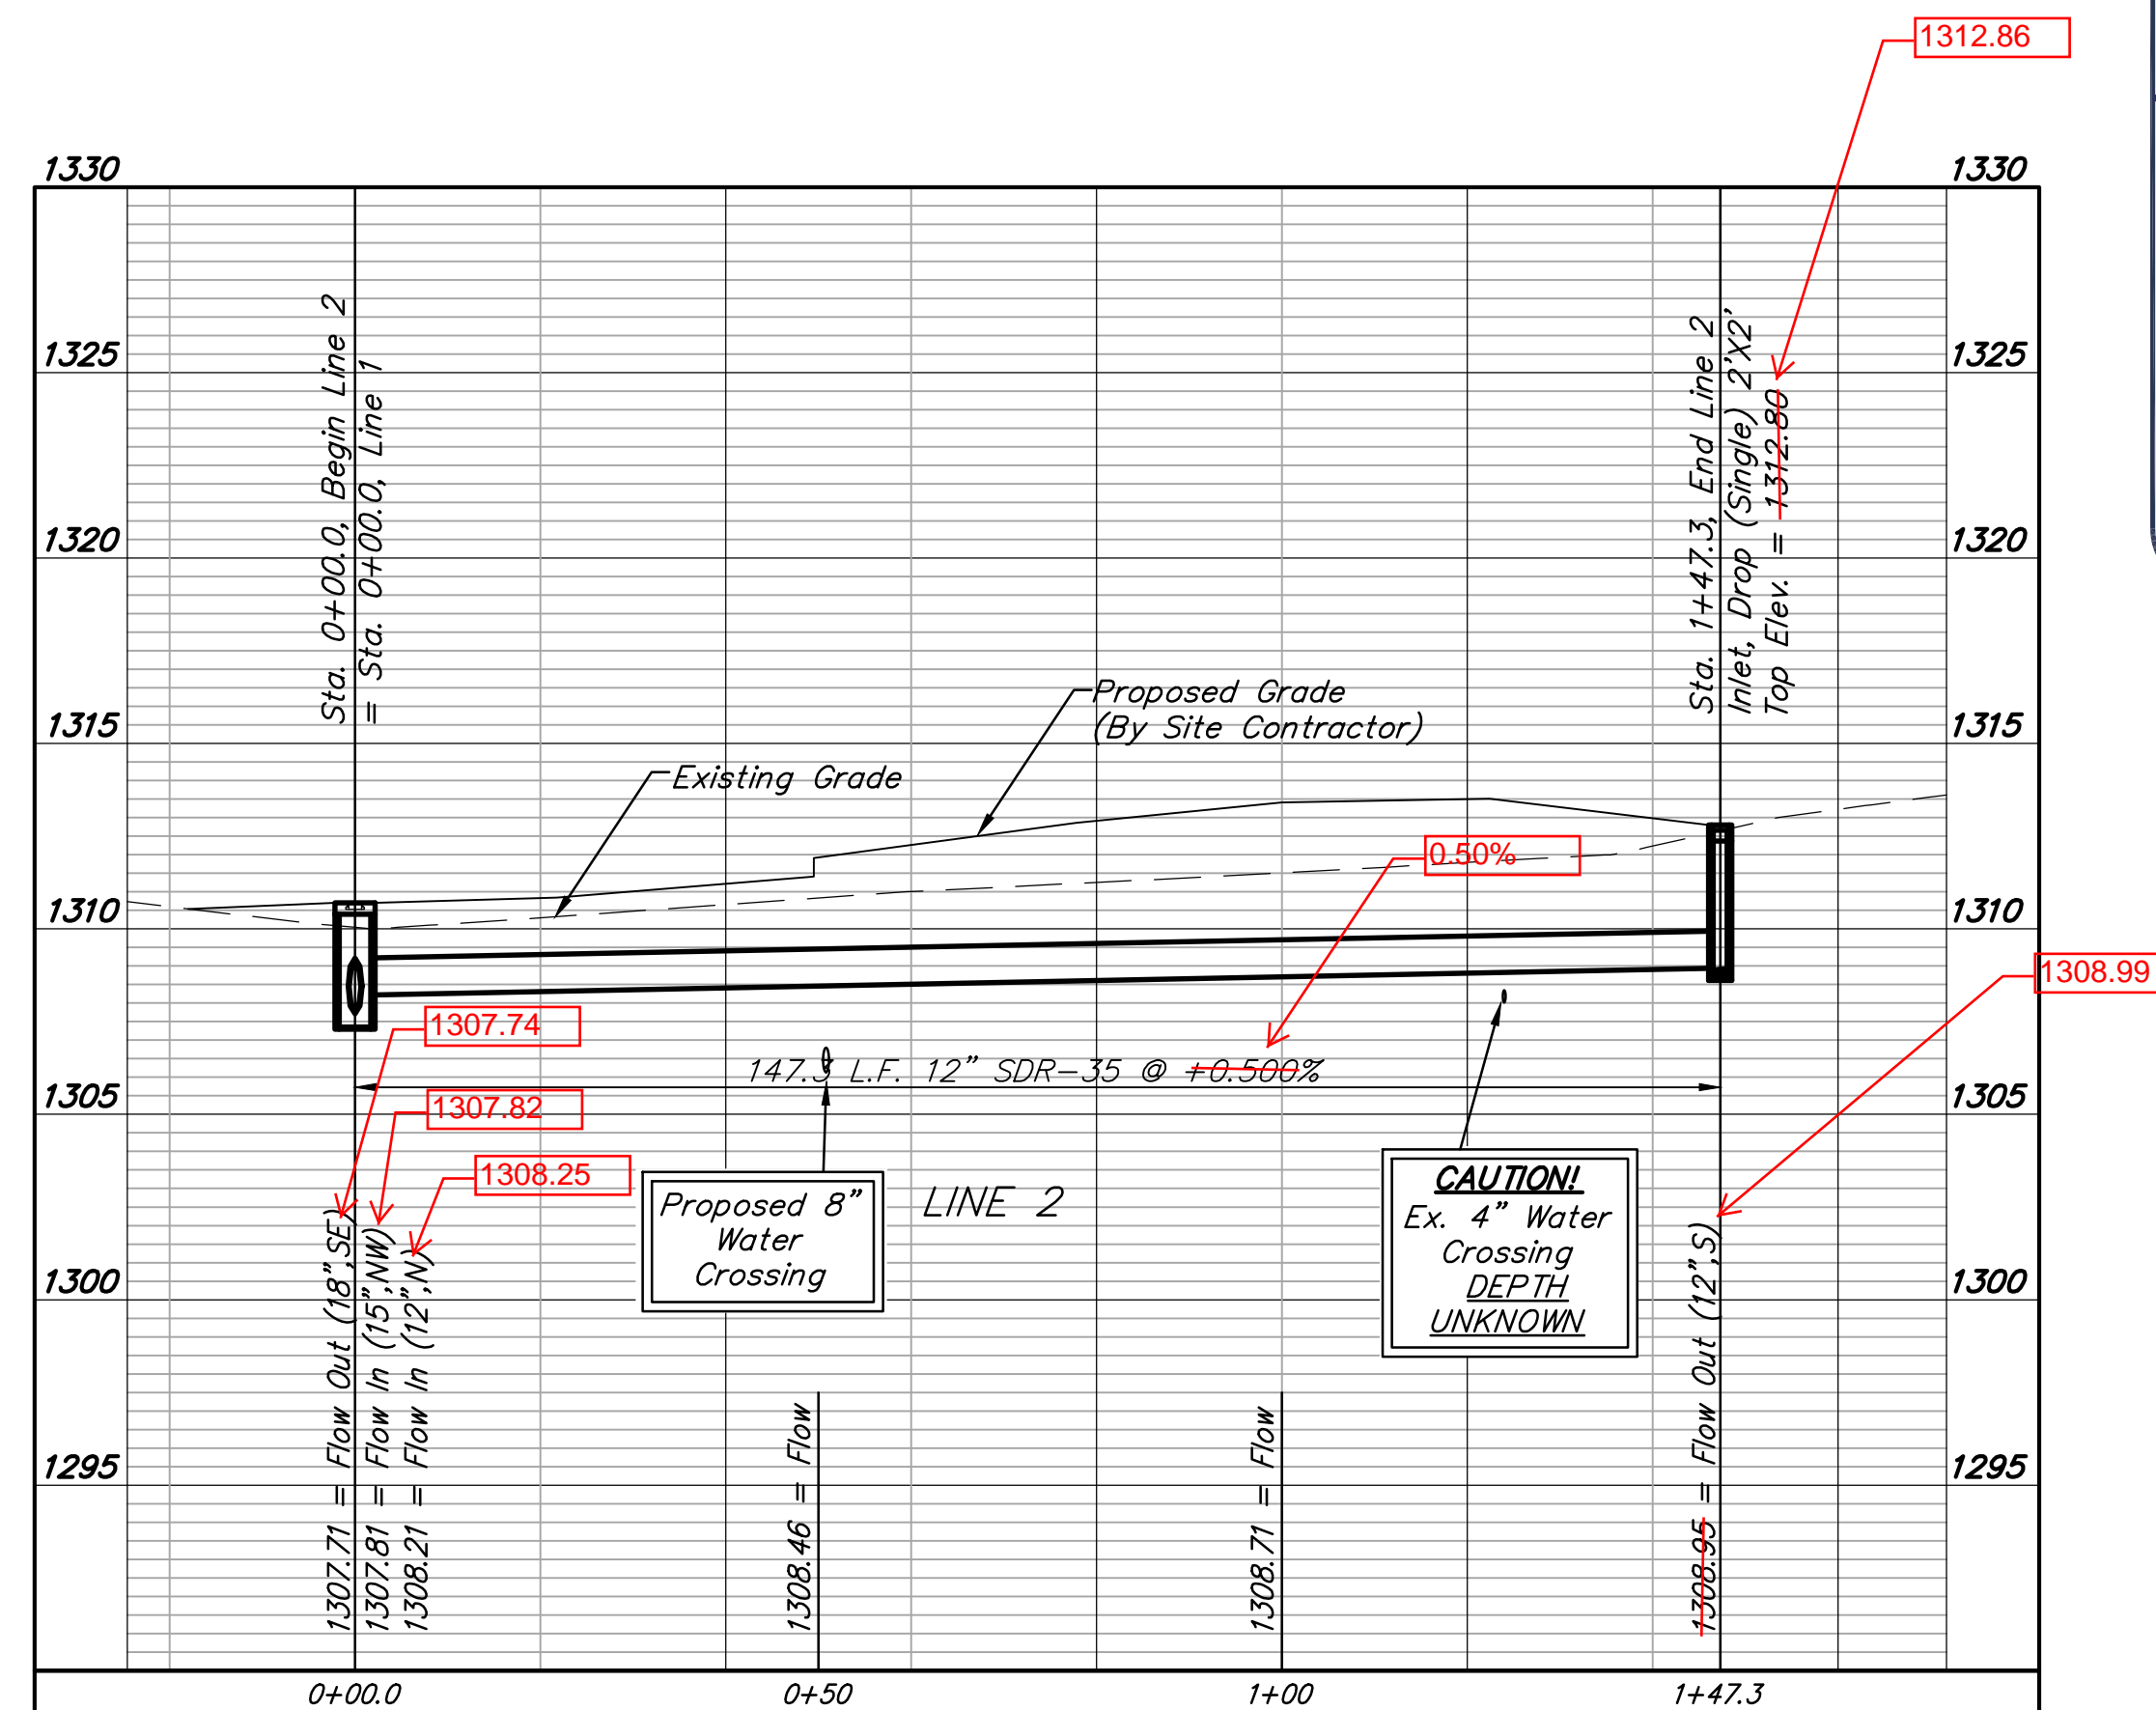 1312.86
1330
1330
1325
1325
1320
1320
1315
1315
1310
1310
1305
1305
1300
1300
1295
1295
Sta. 0+00.0, Begin Line 2
= Sta. 0+00.0, Line 1
Sta. 1+47.3, End Line 2
Inlet, Drop (Single) 2'X2',
Top Elev. = 1312.80
Proposed Grade
(By Site Contractor)
Existing Grade
0.50%
1308.99
1307.74
147.3 L.F. 12" SDR-35 @ +0.500%
1307.82
1308.25
Proposed 8"
Water
Crossing
LINE 2
CAUTION!
Ex. 4" Water
Crossing
DEPTH
UNKNOWN
1307.71 = Flow Out (18",SE)
1307.81 = Flow In (15",NW)
1308.21 = Flow In (12",N)
1308.46 = Flow
1308.71 = Flow
1308.95 = Flow Out (12",S)
0+00.0
0+50
1+00
1+47.3